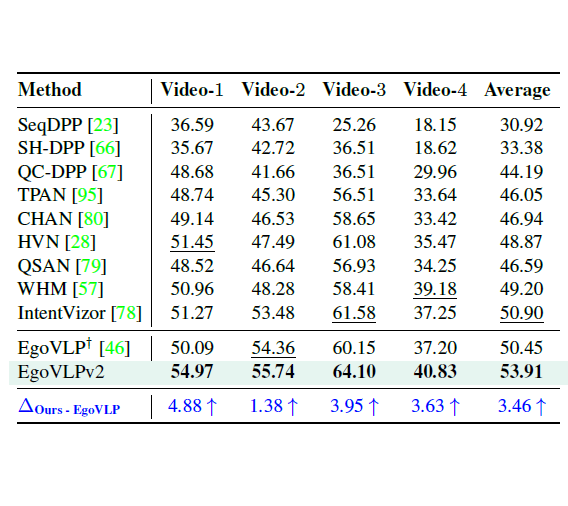 Method Video-1 Video-2 Video-3 Video-4 Average
SeqDPP [23] 36.59 43.67 25.26 18.15 30.92
SH-DPP [66] 35.67 42.72 36.51 18.62 33.38
QC-DPP [67] 48.68 41.66 36.51 29.96 44.19
TPAN [95] 48.74 45.30 56.51 33.64 46.05
CHAN [80] 49.14 46.53 58.65 33.42 46.94
HVN [28] 51.45 47.49 61.08 35.47 48.87
QSAN [79] 48.52 46.64 56.93 34.25 46.59
WHM [57] 50.96 48.28 58.41 39.18 49.20
IntentVizor [78] 51.27 53.48 61.58 37.25 50.90
EgoVLP† [46] 50.09 54.36 60.15 37.20 50.45
EgoVLPv2 54.97 55.74 64.10 40.83 53.91
Δ Ours - EgoVLP 4.88 ↑ 1.38 ↑ 3.95 ↑ 3.63 ↑ 3.46 ↑